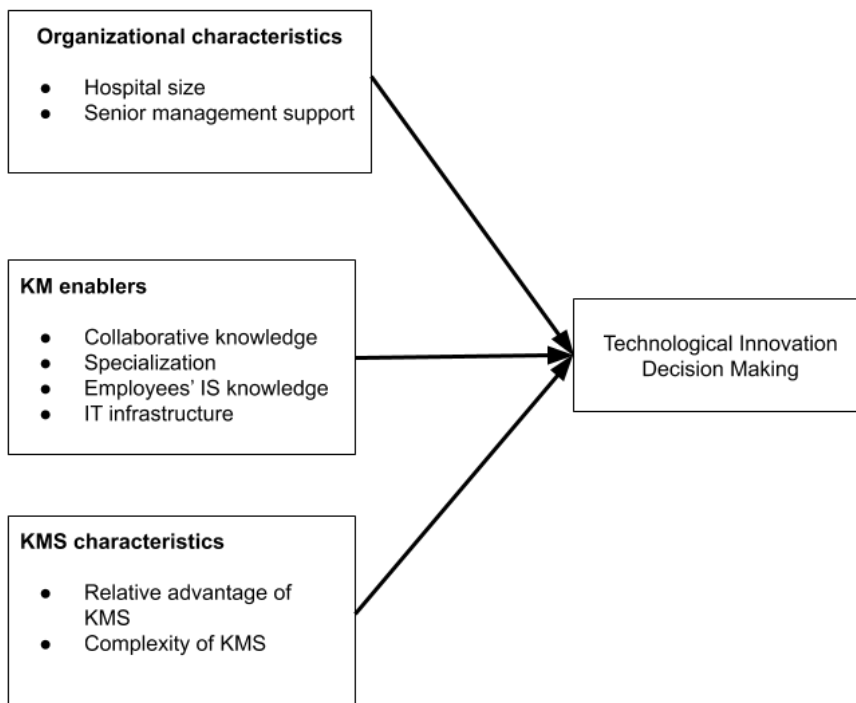 Organizational characteristics
● Hospital size
● Senior management support
KM enablers
● Collaborative knowledge
● Specialization
● Employees’ IS knowledge
● IT infrastructure
Technological Innovation
Decision Making
KMS characteristics
● Relative advantage of
KMS
● Complexity of KMS